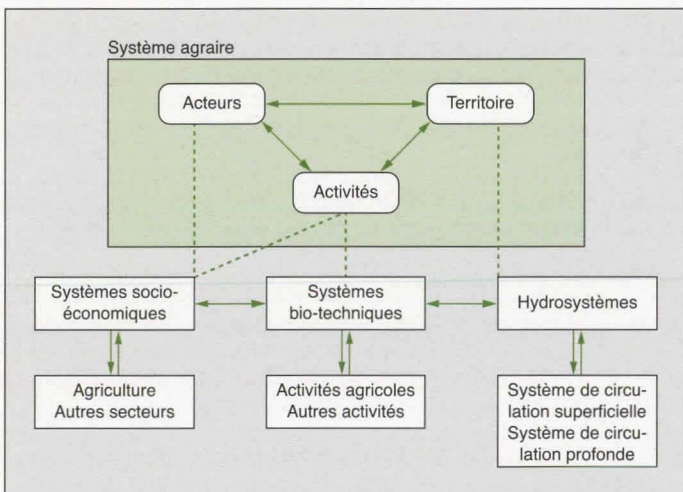 Système agraire
Acteurs
Territoire
Activités
Systèmes socio-
économiques
Systèmes
bio-techniques
Hydrosystèmes
Agriculture
Autres secteurs
Activités agricoles
Autres activités
Système de circu-
lation superficielle
Système de circu-
lation profonde